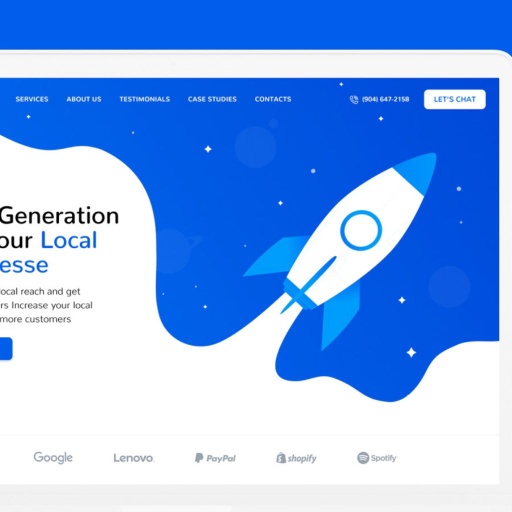 SERVICES ABOUT US TESTIMONIALS CASE STUDIES CONTACTS (904) 647-2158 LET'S CHAT
Generation
our Local
esse
local reach and get
rs Increase your local
more customers
Google Lenovo PayPal shopify Spotify